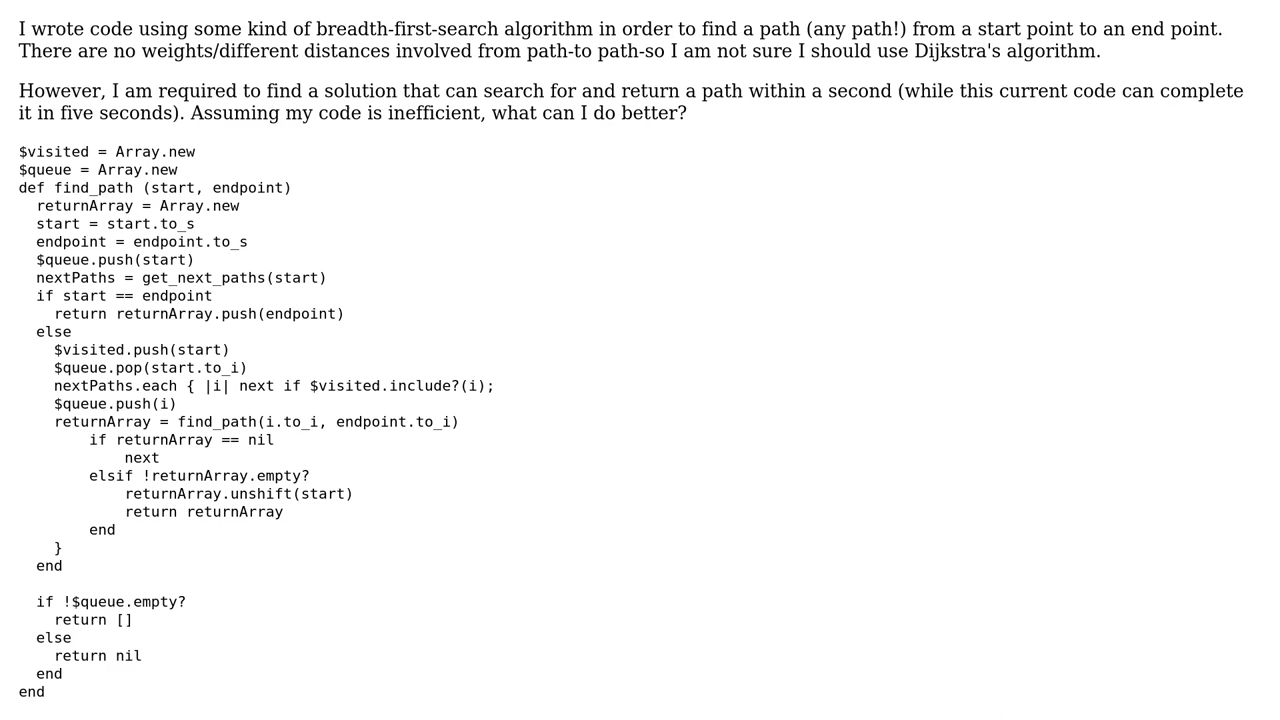 I wrote code using some kind of breadth-first-search algorithm in order to find a path (any path!) from a start point to an end point.
There are no weights/different distances involved from path-to path-so I am not sure I should use Dijkstra's algorithm.
However, I am required to find a solution that can search for and return a path within a second (while this current code can complete
it in five seconds). Assuming my code is inefficient, what can I do better?
$visited = Array.new
$queue = Array.new
def find_path (start, endpoint)
  returnArray = Array.new
  start = start.to_s
  endpoint = endpoint.to_s
  $queue.push(start)
  nextPaths = get_next_paths(start)
  if start == endpoint
    return returnArray.push(endpoint)
  else
    $visited.push(start)
    $queue.pop(start.to_i)
    nextPaths.each { |i| next if $visited.include?(i);
    $queue.push(i)
    returnArray = find_path(i.to_i, endpoint.to_i)
        if returnArray == nil
            next
        elsif !returnArray.empty?
            returnArray.unshift(start)
            return returnArray
        end
    }
  end
  if !$queue.empty?
    return []
  else
    return nil
  end
end